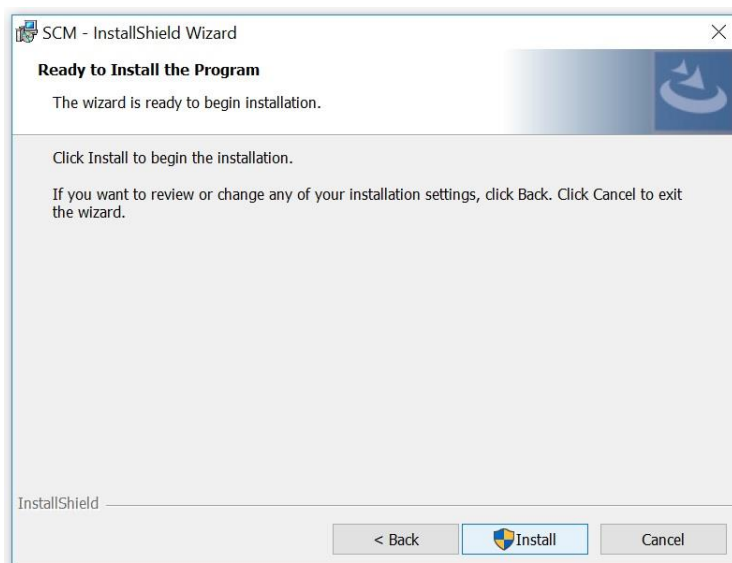 SCM - InstallShield Wizard
Ready to Install the Program
The wizard is ready to begin installation.
Click Install to begin the installation.
If you want to review or change any of your installation settings, click Back. Click Cancel to exit
the wizard.
InstallShield
< Back
Install
Cancel